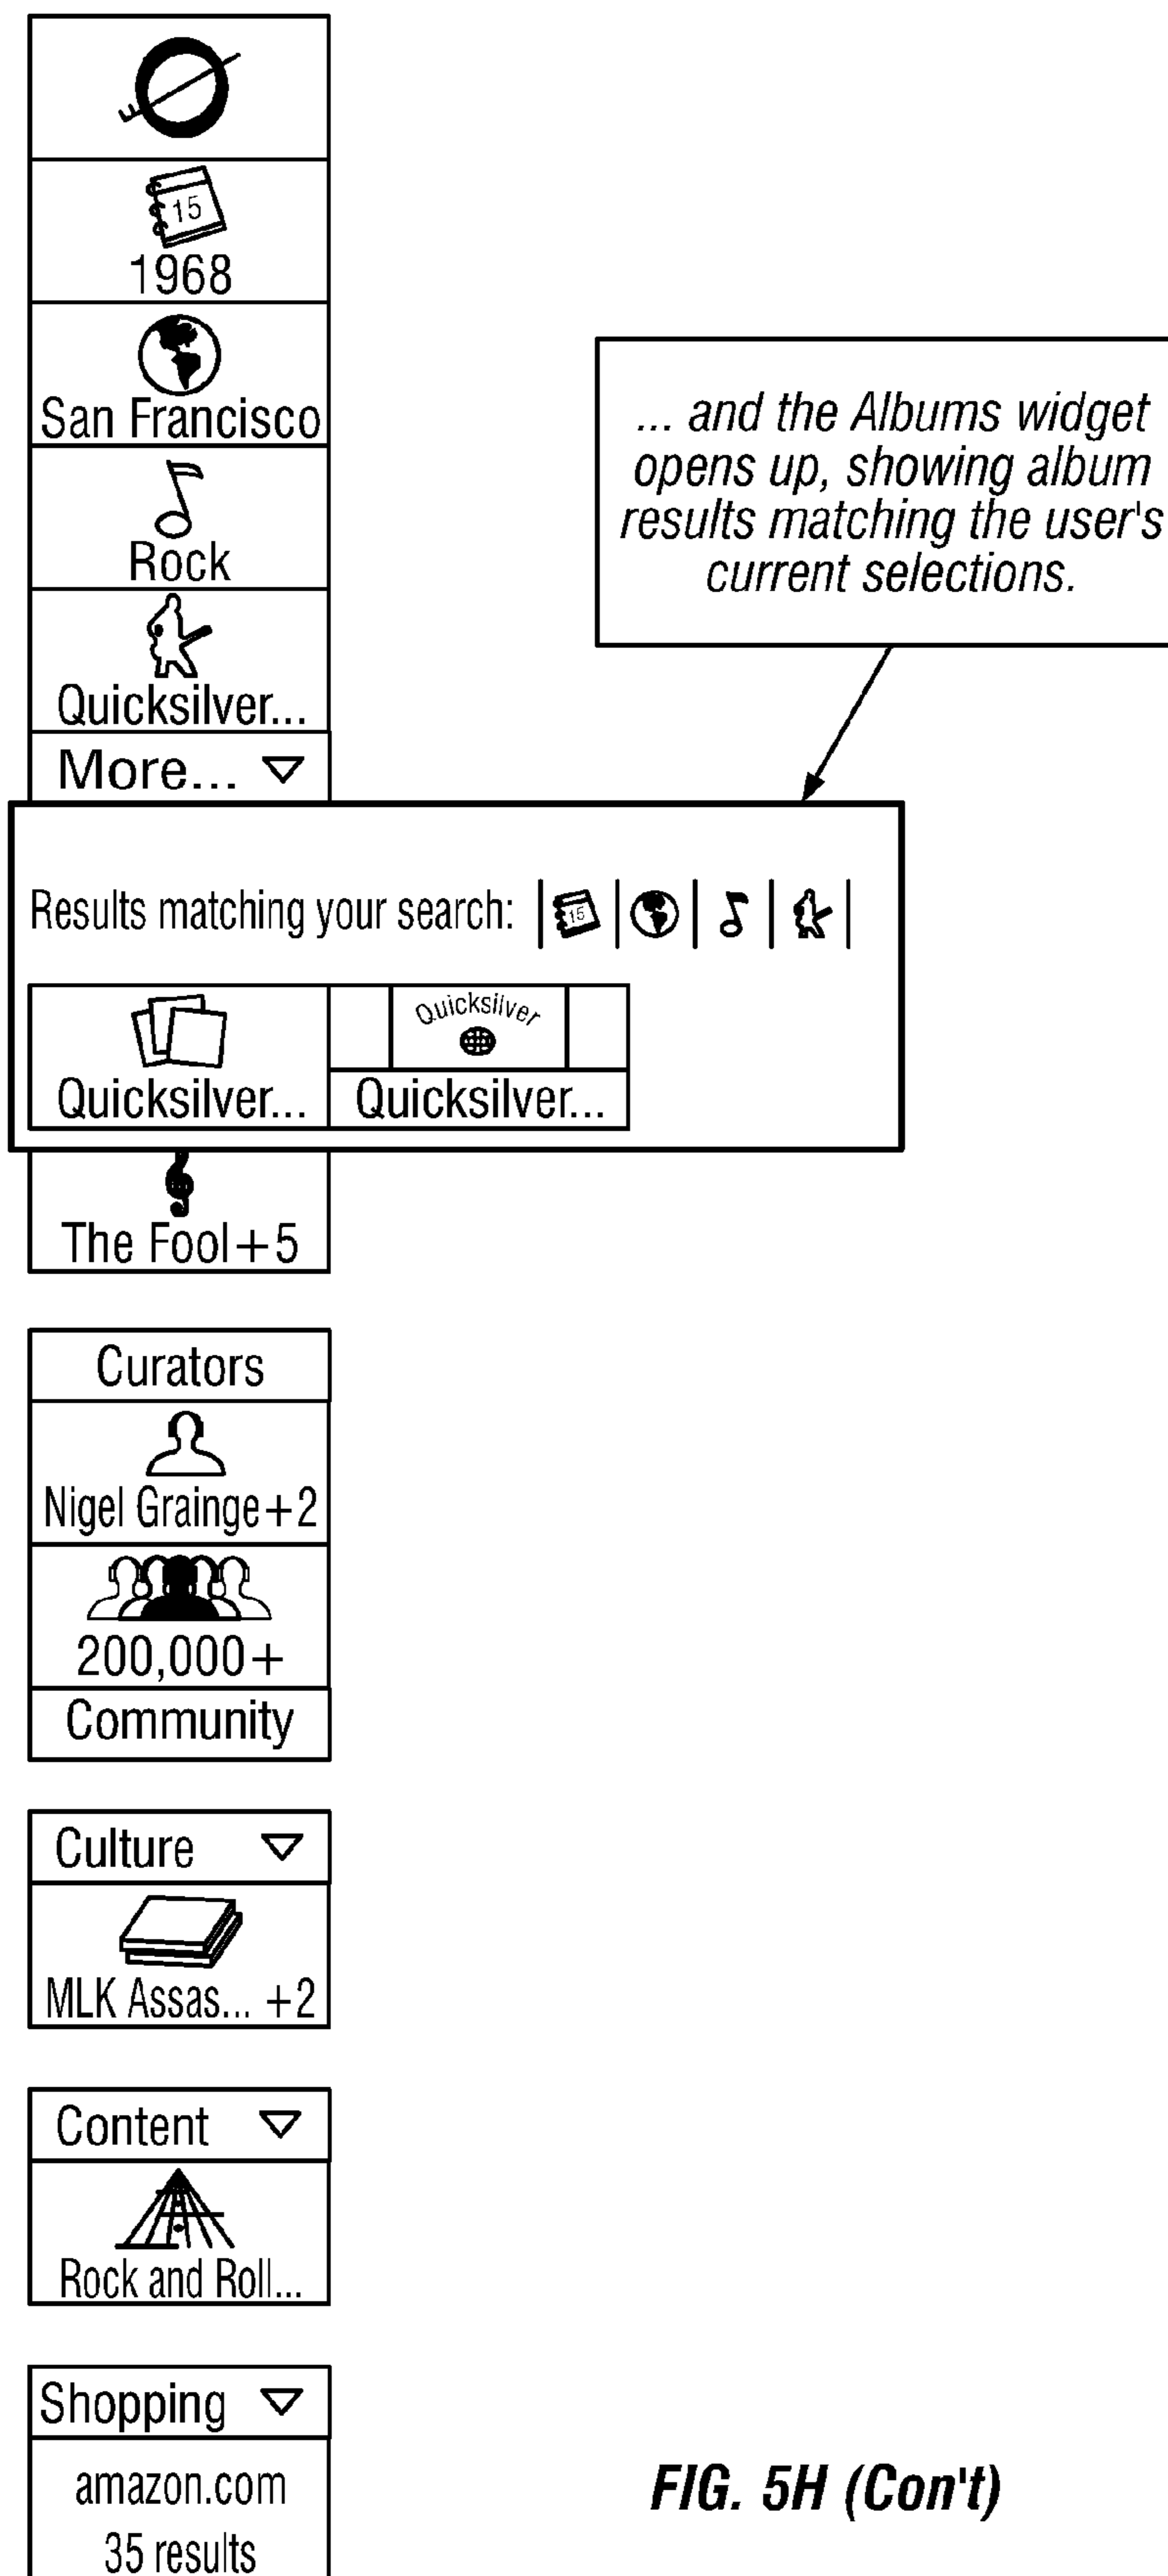 15
1968
San Francisco
Rock
Quicksilver...
More...
... and the Albums widget
opens up, showing album
results matching the user's
current selections.
Results matching your search:
15
Quicksilver
Quicksilver...
Quicksilver...
The Fool+5
Curators
Nigel Grainge+2
200,000+
Community
Culture
MLK Assas... +2
Content
Rock and Roll...
Shopping
amazon.com
35 results
FIG. 5H (Con't)